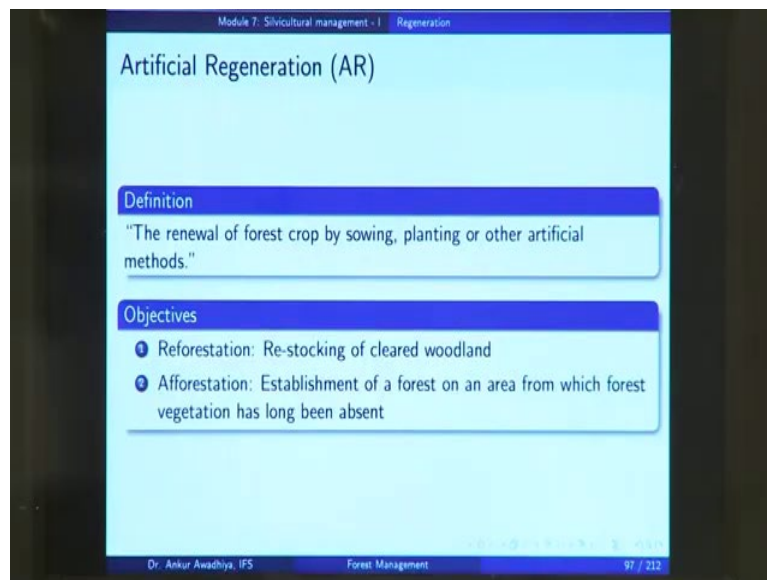 Module 7: Silvicultural management - I Regeneration
Artificial Regeneration (AR)
Definition
"The renewal of forest crop by sowing, planting or other artificial
methods."
Objectives
1 Reforestation: Re-stocking of cleared woodland
2 Afforestation: Establishment of a forest on an area from which forest
vegetation has long been absent
Dr. Ankur Awadhiya, IFS Forest Management 97 / 212